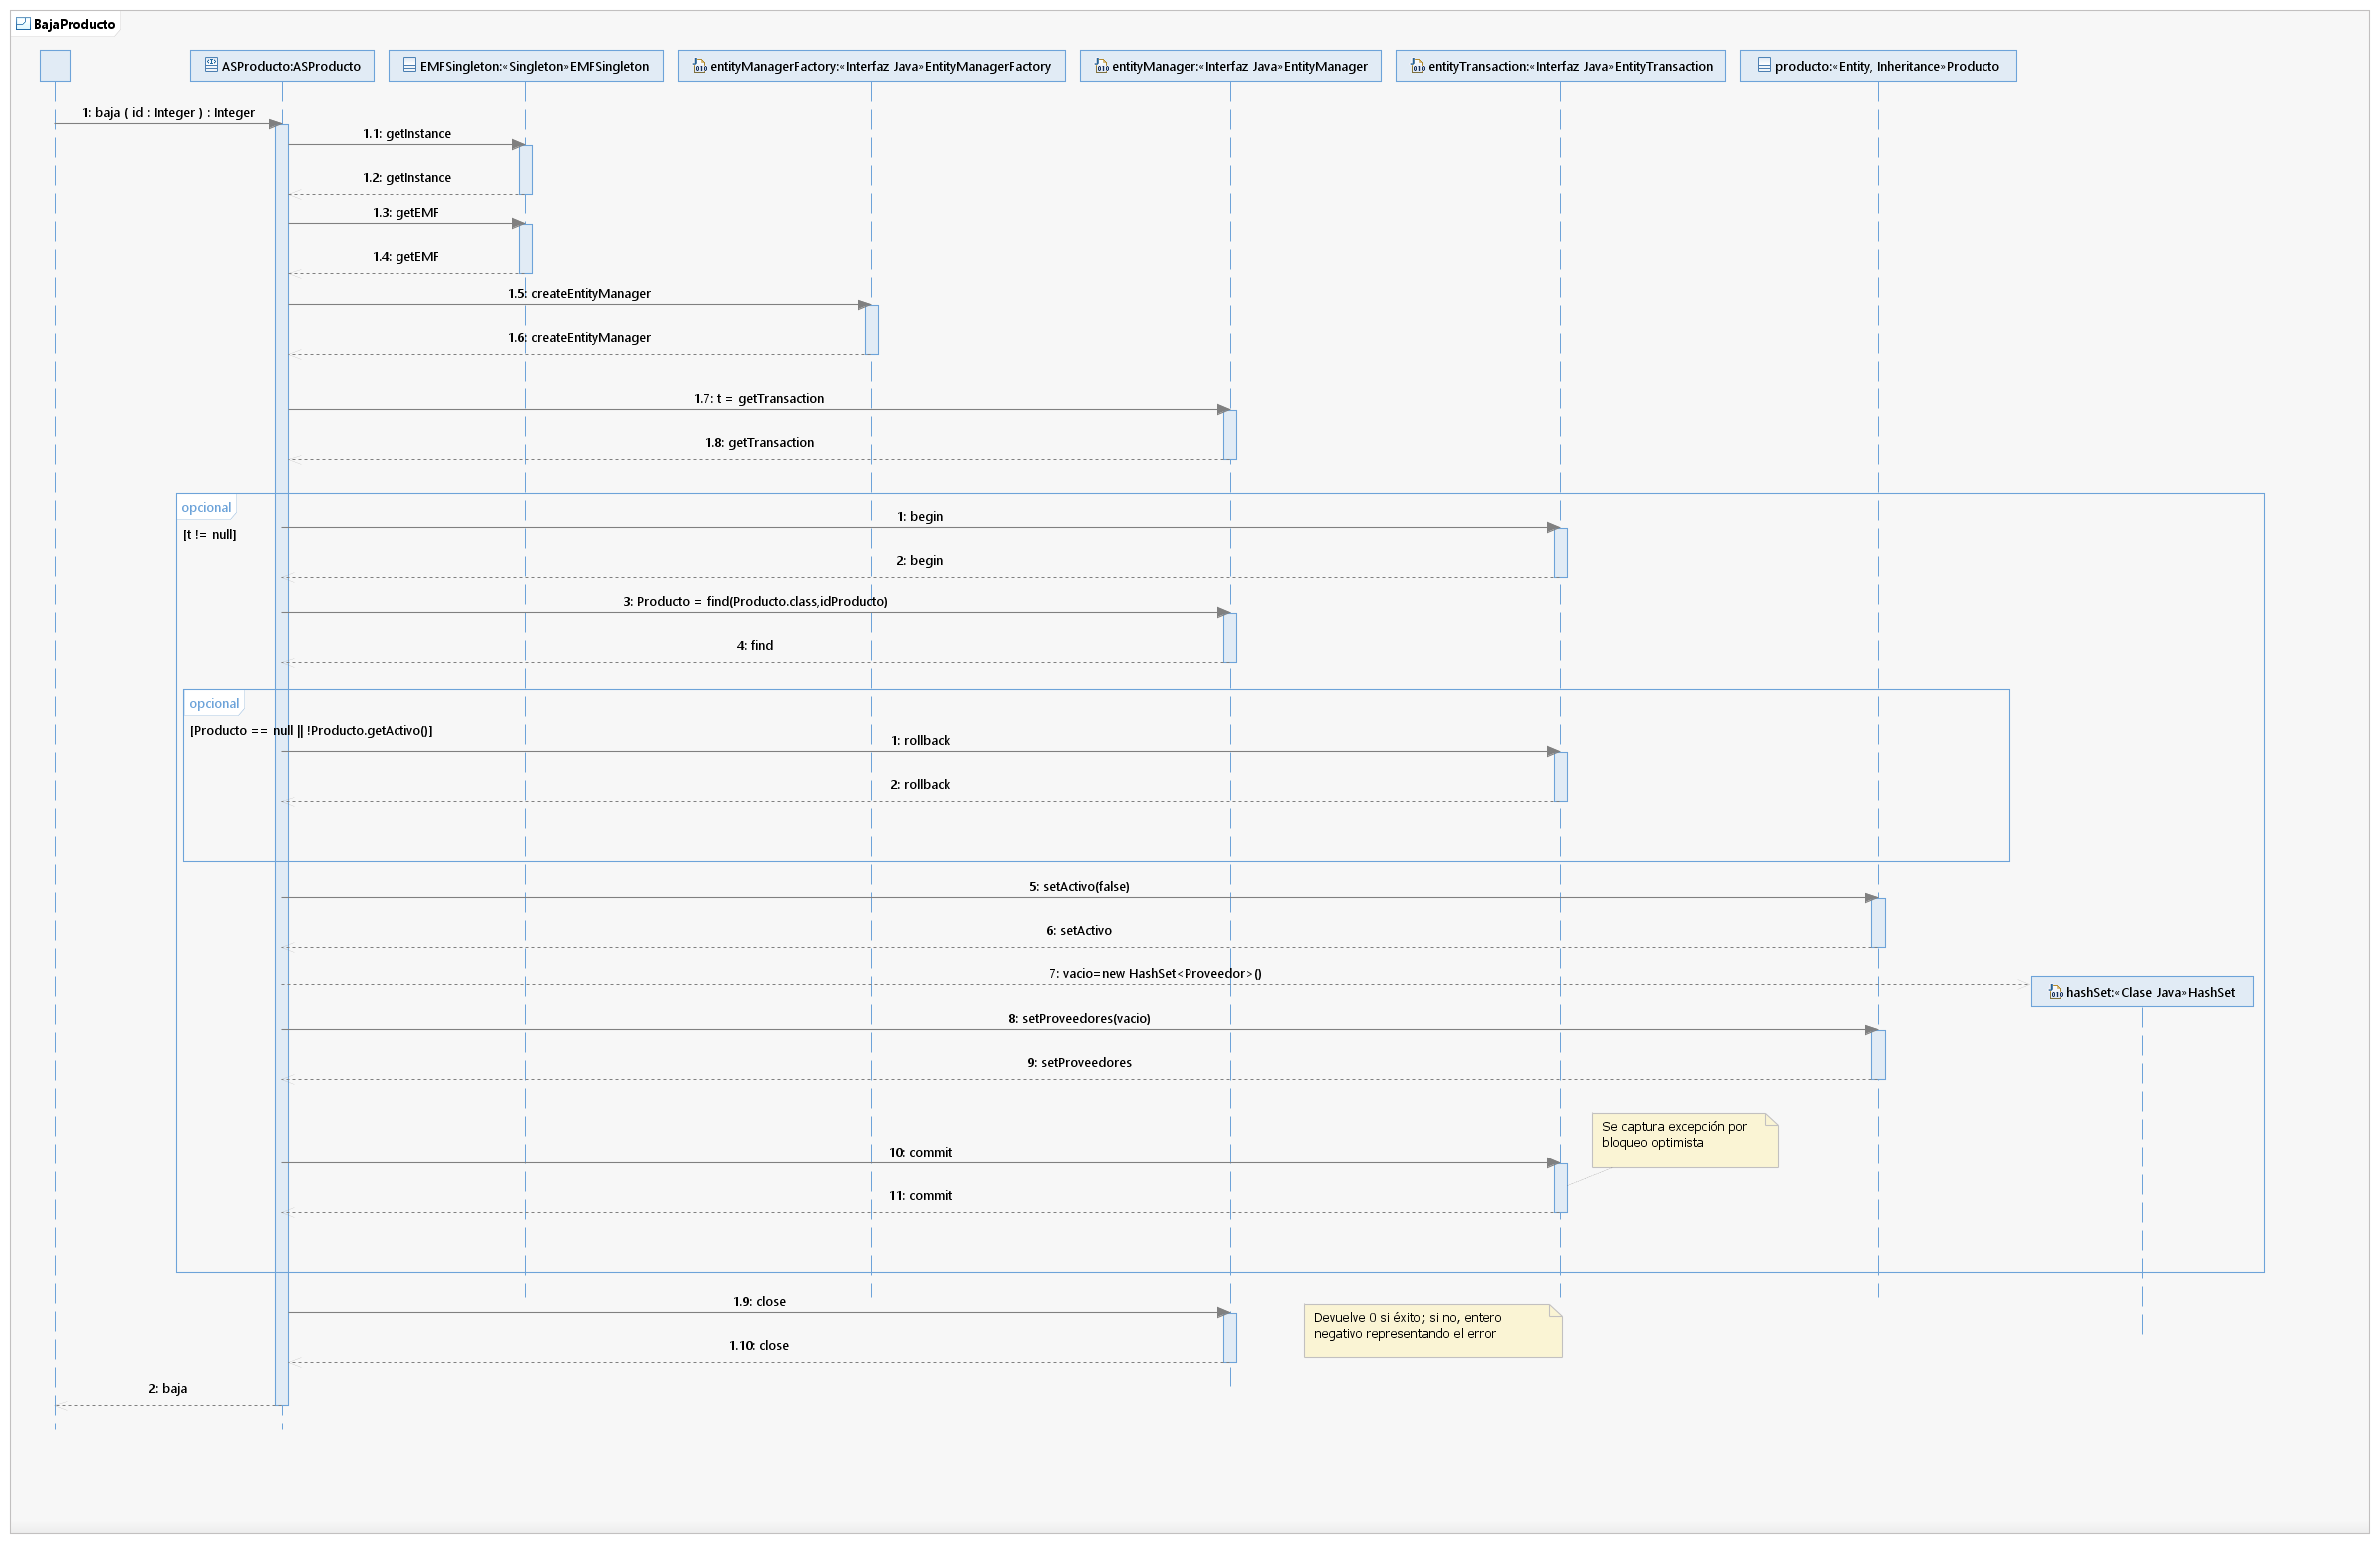 BajaProducto
ASProducto:ASProducto
EMFSingleton:«Singleton»EMFSingleton
entityManagerFactory:«Interfaz Java»EntityManagerFactory
entityManager:«Interfaz Java»EntityManager
entityTransaction:«Interfaz Java»EntityTransaction
producto:«Entity, Inheritance»Producto
1: baja ( id : Integer ) : Integer
1.1: getInstance
1.2: getInstance
1.3: getEMF
1.4: getEMF
1.5: createEntityManager
1.6: createEntityManager
1.7: t = getTransaction
1.8: getTransaction
opcional
[t != null]
1: begin
2: begin
3: Producto = find(Producto.class,idProducto)
4: find
opcional
[Producto == null || !Producto.getActivo()]
1: rollback
2: rollback
5: setActivo(false)
6: setActivo
7: vacio=new HashSet<Proveedor>()
hashSet:«Clase Java»HashSet
8: setProveedores(vacio)
9: setProveedores
Se captura excepción por
bloqueo optimista
10: commit
11: commit
1.9: close
Devuelve 0 si éxito; si no, entero
negativo representando el error
1.10: close
2: baja